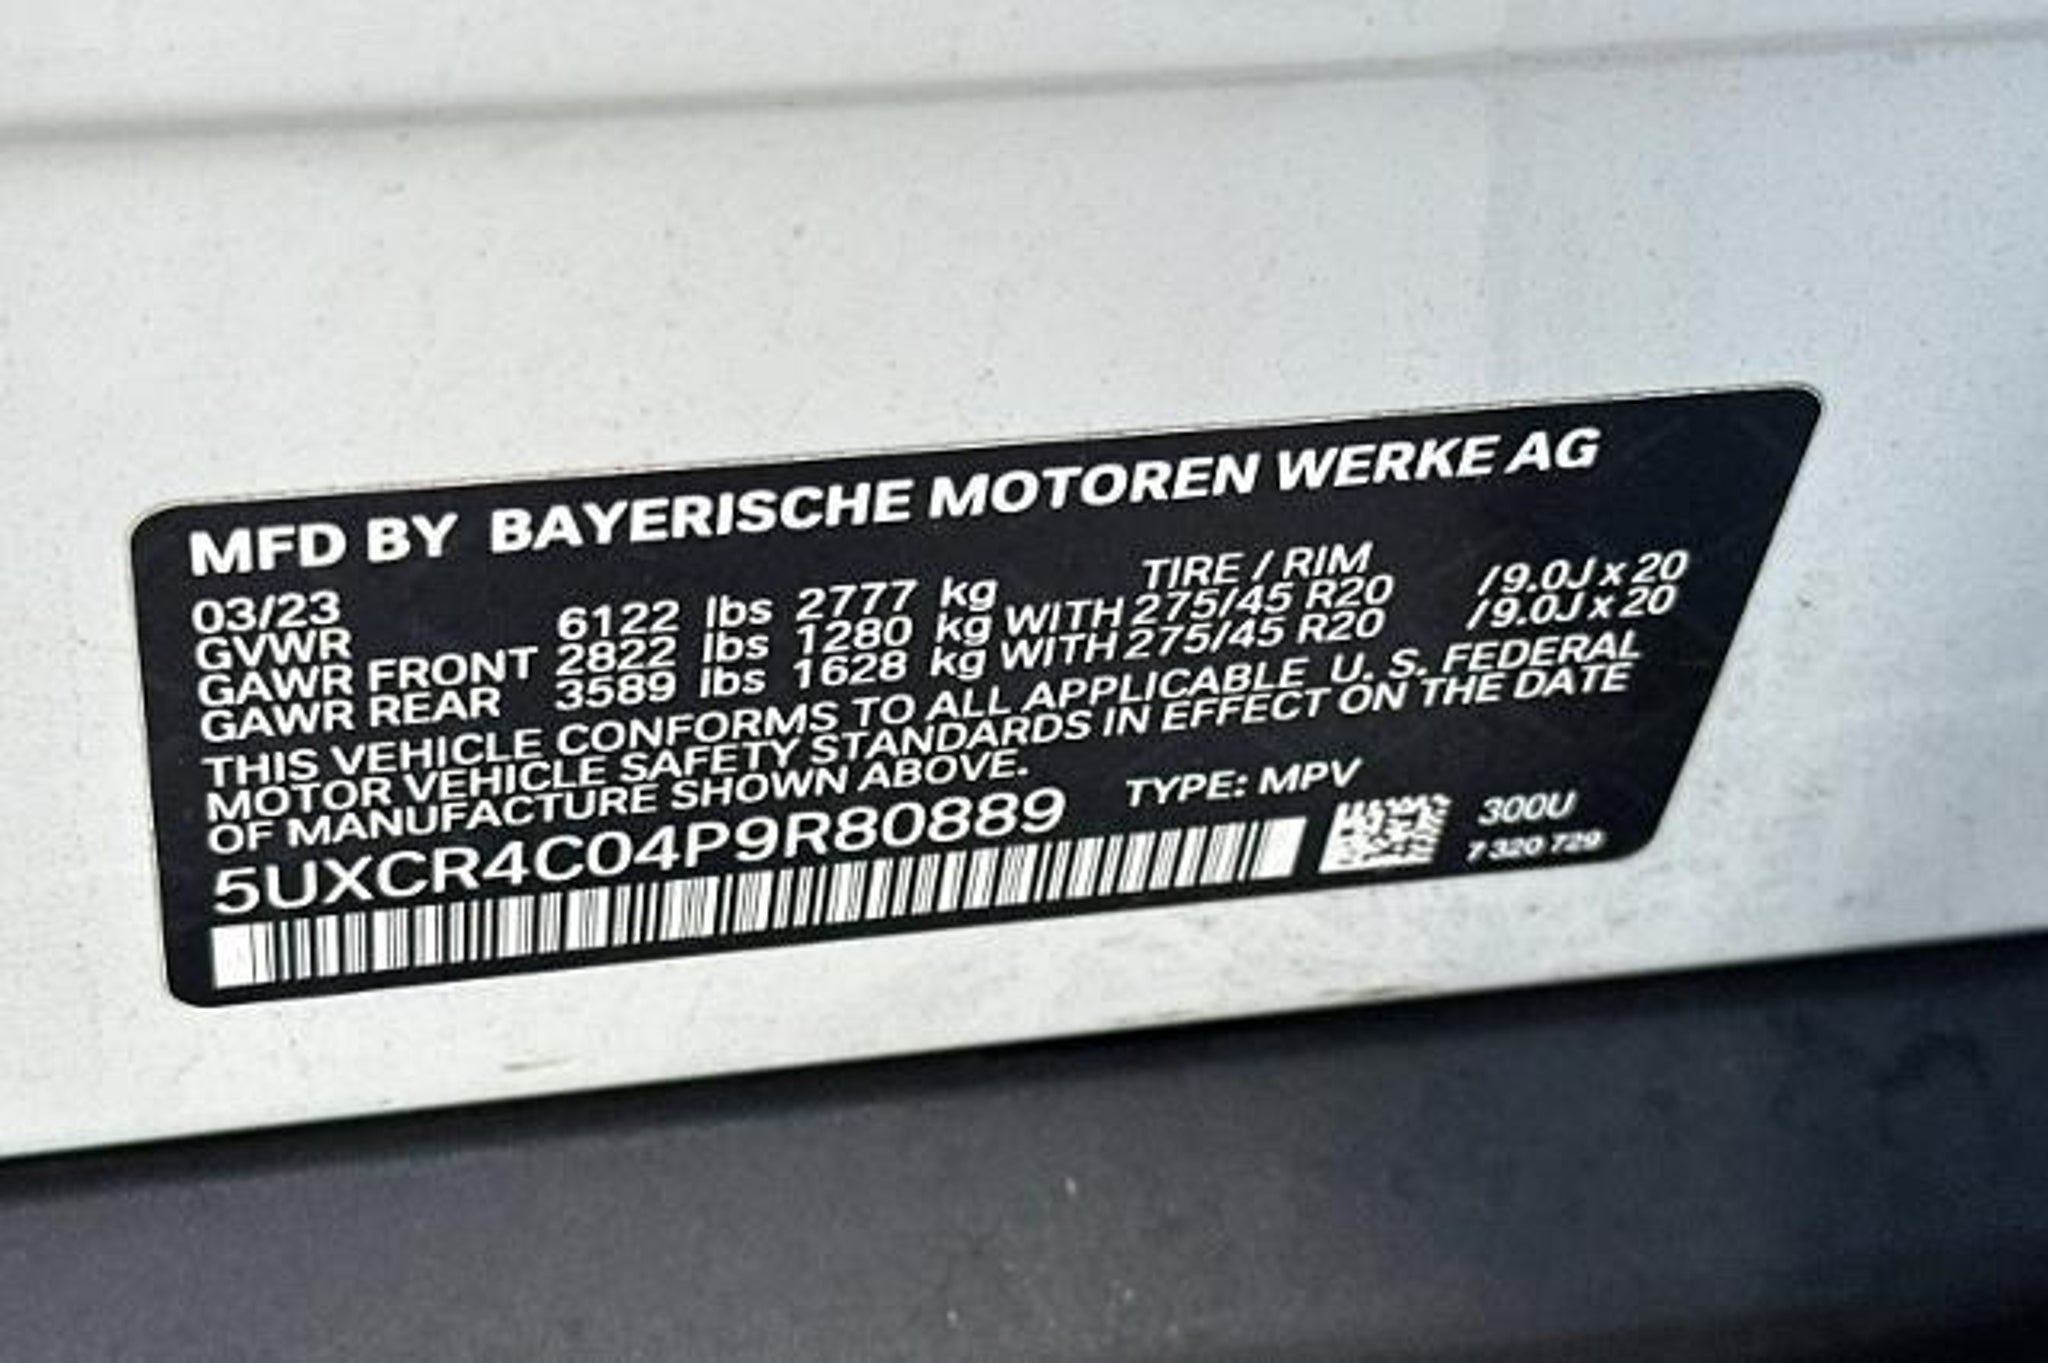 MFD BY BAYERISCHE MOTOREN WERKE AG
03/23 TIRE / RIM
GVWR 6122 lbs 2777 kg
GAWR FRONT 2822 lbs 1280 kg WITH 275/45 R20 /9.0J x 20
GAWR REAR 3589 lbs 1628 kg WITH 275/45 R20 /9.0J x 20
THIS VEHICLE CONFORMS TO ALL APPLICABLE U. S. FEDERAL
MOTOR VEHICLE SAFETY STANDARDS IN EFFECT ON THE DATE
OF MANUFACTURE SHOWN ABOVE.
5UXCR4C04P9R80889 TYPE: MPV
300U
7 320 729